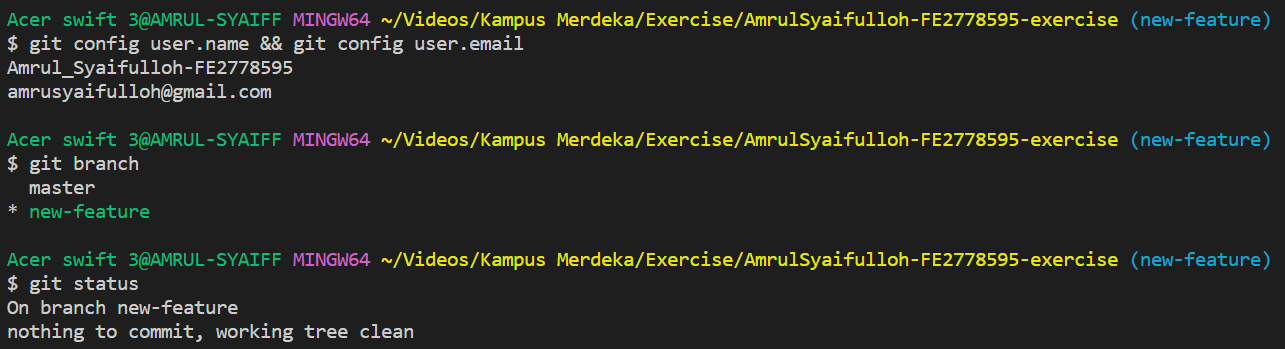 Acer swift 3@AMRUL-SYAIFF MINGW64 ~/Videos/Kampus Merdeka/Exercise/AmrulSyaifulloh-FE2778595-exercise (new-feature)
$ git config user.name && git config user.email
Amrul_Syaifulloh-FE2778595
amrusyaifulloh@gmail.com
Acer swift 3@AMRUL-SYAIFF MINGW64 ~/Videos/Kampus Merdeka/Exercise/AmrulSyaifulloh-FE2778595-exercise (new-feature)
$ git branch
  master
* new-feature
Acer swift 3@AMRUL-SYAIFF MINGW64 ~/Videos/Kampus Merdeka/Exercise/AmrulSyaifulloh-FE2778595-exercise (new-feature)
$ git status
On branch new-feature
nothing to commit, working tree clean